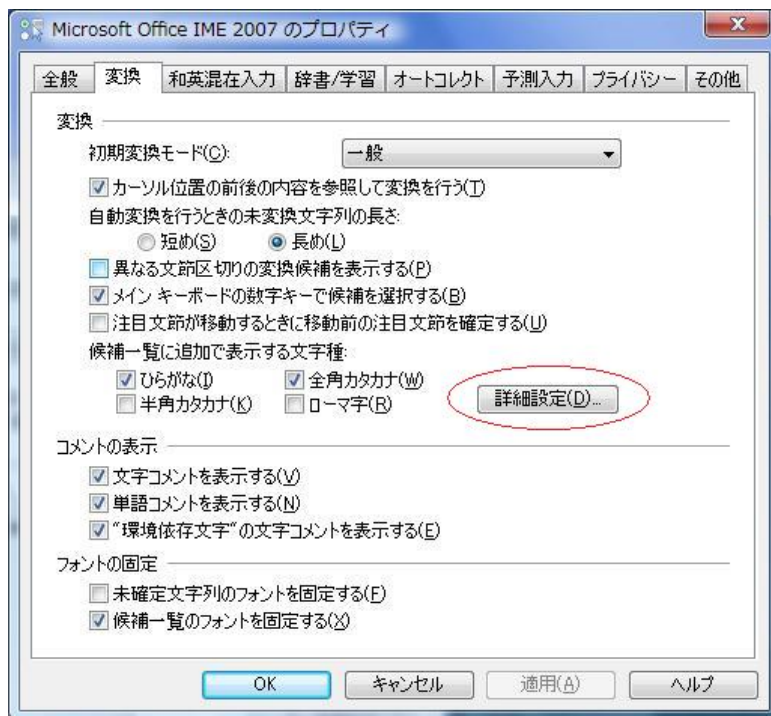 Microsoft Office IME 2007 のプロパティ
全般 変換 和英混在入力 辞書/学習 オートコレクト 予測入力 プライバシー その他
変換
初期変換モード(C): 一般
カーソル位置の前後の内容を参照して変換を行う(T)
自動変換を行うときの未変換文字列の長さ:
短め(S) 長め(L)
異なる文節区切りの変換候補を表示する(P)
メイン キーボードの数字キーで候補を選択する(B)
注目文節が移動するときに移動前の注目文節を確定する(U)
候補一覧に追加で表示する文字種:
ひらがな(I) 全角カタカナ(W)
半角カタカナ(K) ローマ字(R) 詳細設定(D)...
コメントの表示
文字コメントを表示する(V)
単語コメントを表示する(N)
"環境依存文字"の文字コメントを表示する(E)
フォントの固定
未確定文字列のフォントを固定する(F)
候補一覧のフォントを固定する(X)
OK キャンセル 適用(A) ヘルプ